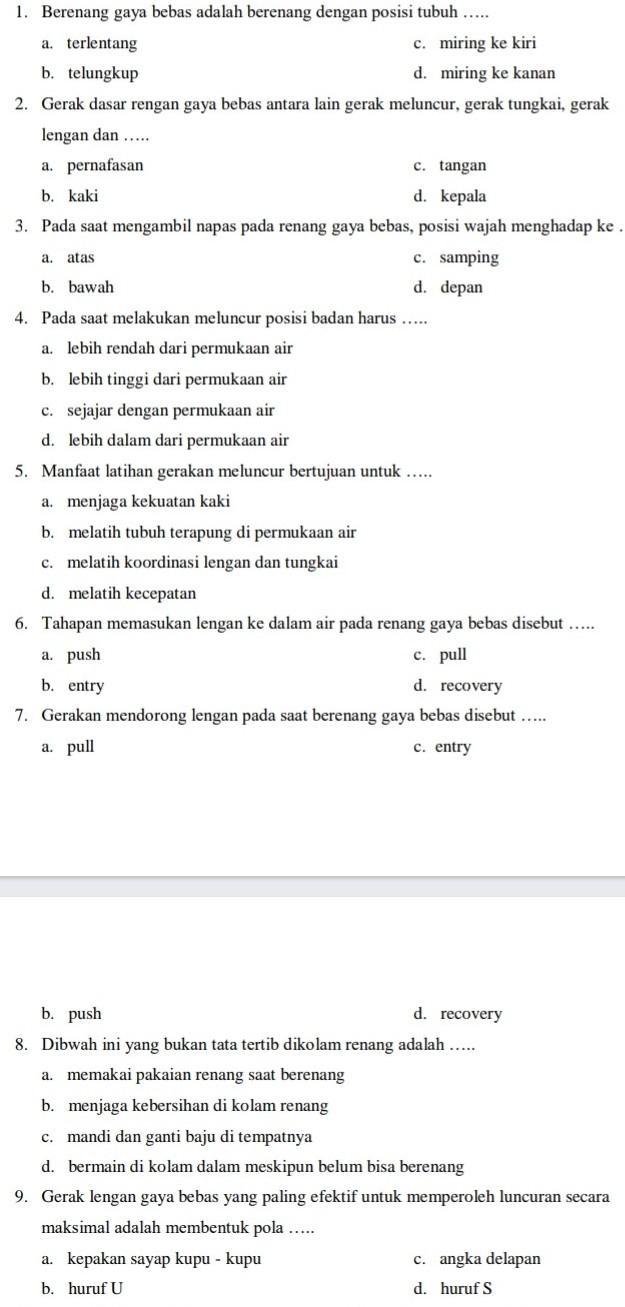 1. Berenang gaya bebas adalah berenang dengan posisi tubuh …..
a. terlentang c. miring ke kiri
b. telungkup d. miring ke kanan
2. Gerak dasar rengan gaya bebas antara lain gerak meluncur, gerak tungkai, gerak
lengan dan …..
a. pernafasan c. tangan
b. kaki d. kepala
3. Pada saat mengambil napas pada renang gaya bebas, posisi wajah menghadap ke .
a. atas c. samping
b. bawah d. depan
4. Pada saat melakukan meluncur posisi badan harus …..
a. lebih rendah dari permukaan air
b. lebih tinggi dari permukaan air
c. sejajar dengan permukaan air
d. lebih dalam dari permukaan air
5. Manfaat latihan gerakan meluncur bertujuan untuk …..
a. menjaga kekuatan kaki
b. melatih tubuh terapung di permukaan air
c. melatih koordinasi lengan dan tungkai
d. melatih kecepatan
6. Tahapan memasukan lengan ke dalam air pada renang gaya bebas disebut …..
a. push c. pull
b. entry d. recovery
7. Gerakan mendorong lengan pada saat berenang gaya bebas disebut …..
a. pull c. entry
b. push d. recovery
8. Dibwah ini yang bukan tata tertib dikolam renang adalah …..
a. memakai pakaian renang saat berenang
b. menjaga kebersihan di kolam renang
c. mandi dan ganti baju di tempatnya
d. bermain di kolam dalam meskipun belum bisa berenang
9. Gerak lengan gaya bebas yang paling efektif untuk memperoleh luncuran secara
maksimal adalah membentuk pola …..
a. kepakan sayap kupu - kupu c. angka delapan
b. huruf U d. huruf S